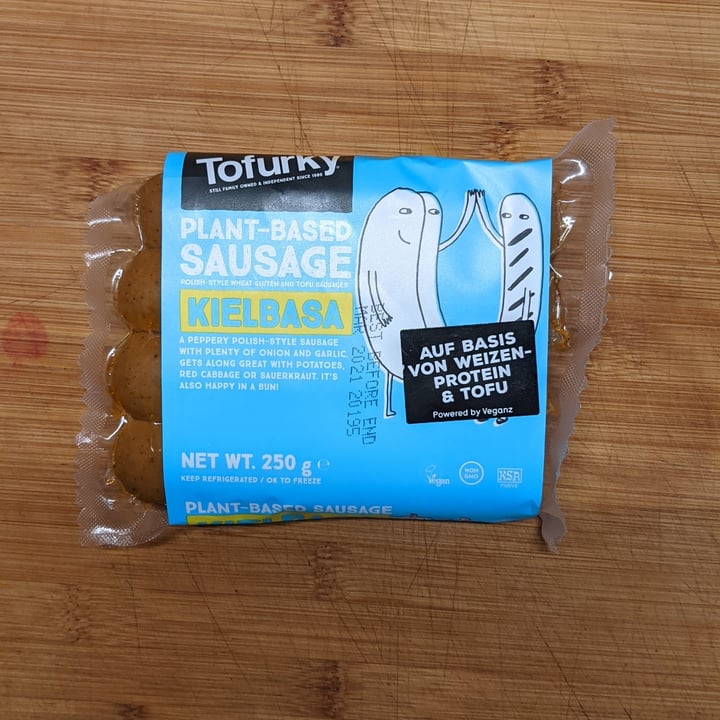 Tofurky
STILL FAMILY OWNED & INDEPENDENT SINCE 1980
PLANT-BASED
SAUSAGE
POLISH-STYLE WHEAT GLUTEN AND TOFU SAUSAGES
KIELBASA
A PEPPERY POLISH-STYLE SAUSAGE
WITH PLENTY OF ONION AND GARLIC.
GETS ALONG GREAT WITH POTATOES,
RED CABBAGE OR SAUERKRAUT. IT'S
ALSO HAPPY IN A BUN!
BEST BEFORE END
MAR 2021 20195
AUF BASIS
VON WEIZEN-
PROTEIN
& TOFU
Powered by Veganz
NET WT. 250 g ℮
KEEP REFRIGERATED / OK TO FREEZE
Vegan
NON
GMO
KSA
PARVE
PLANT-BASED SAUSAGE
KIELBASA